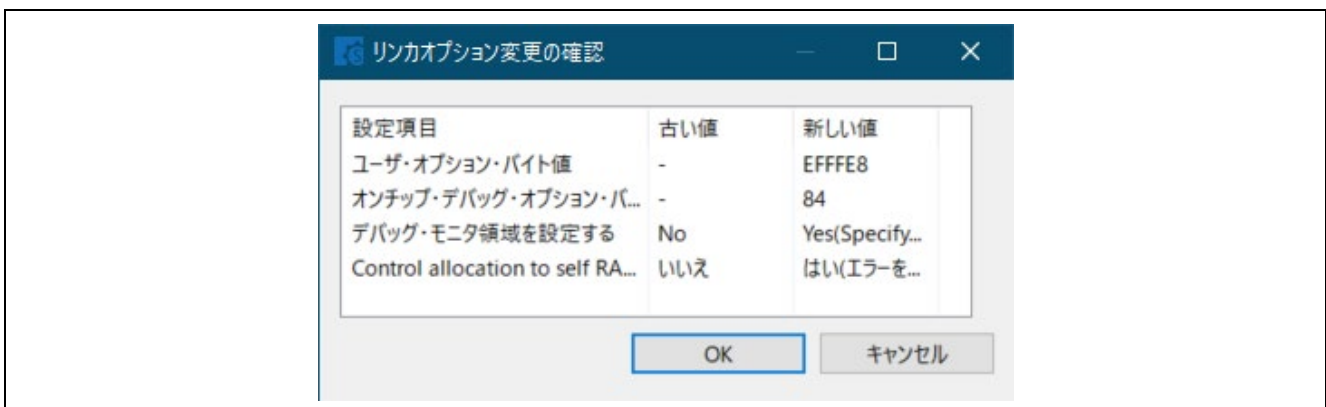 リンカオプション変更の確認
設定項目 古い値 新しい値
ユーザ・オプション・バイト値 - EFFFE8
オンチップ・デバッグ・オプション・バ... - 84
デバッグ・モニタ領域を設定する No Yes(Specify...
Control allocation to self RA... いいえ はい(エラーを...
OK キャンセル